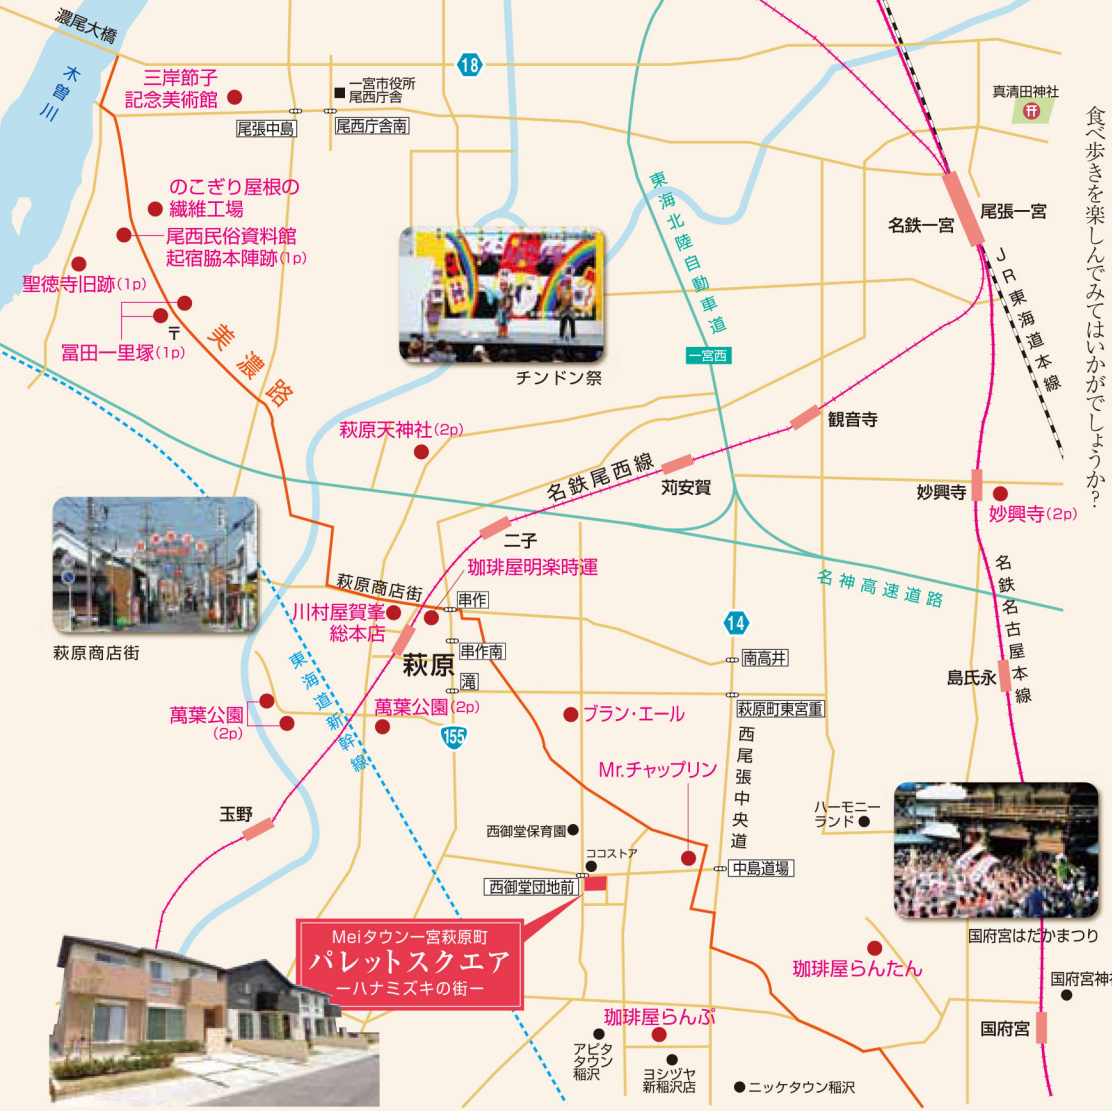 濃尾大橋
木曽川
三岸節子
記念美術館
18
一宮市役所
尾西庁舎
尾張中島
尾西庁舎南
真清田神社
食べ歩きを楽しんでみてはいかがでしょうか？
のこぎり屋根の
繊維工場
尾西民俗資料館
起宿脇本陣跡(1p)
聖徳寺旧跡(1p)
冨田一里塚(1p)
〒
美濃路
チンドン祭
東海北陸自動車道
一宮西
名鉄一宮
尾張一宮
JR東海道本線
萩原天神社(2p)
名鉄尾西線
苅安賀
観音寺
二子
妙興寺
妙興寺(2p)
名神高速道路
名鉄名古屋本線
島氏永
萩原商店街
萩原商店街
珈琲屋明楽時運
川村屋賀峯
総本店
串作
串作南
萩原
滝
14
南高井
萩原町東宮重
東海道新幹線
萬葉公園
(2p)
萬葉公園(2p)
155
ブラン・エール
Mr.チャップリン
西尾張中央道
玉野
西御堂保育園
ココストア
西御堂団地前
中島道場
ハーモニー
ランド
国府宮はだかまつり
国府宮神社
国府宮
Meiタウン一宮萩原町
パレットスクエア
ーハナミズキの街ー
珈琲屋らんたん
珈琲屋らんぷ
アピタ
タウン
稲沢
ヨシヅヤ
新稲沢店
ニッケタウン稲沢